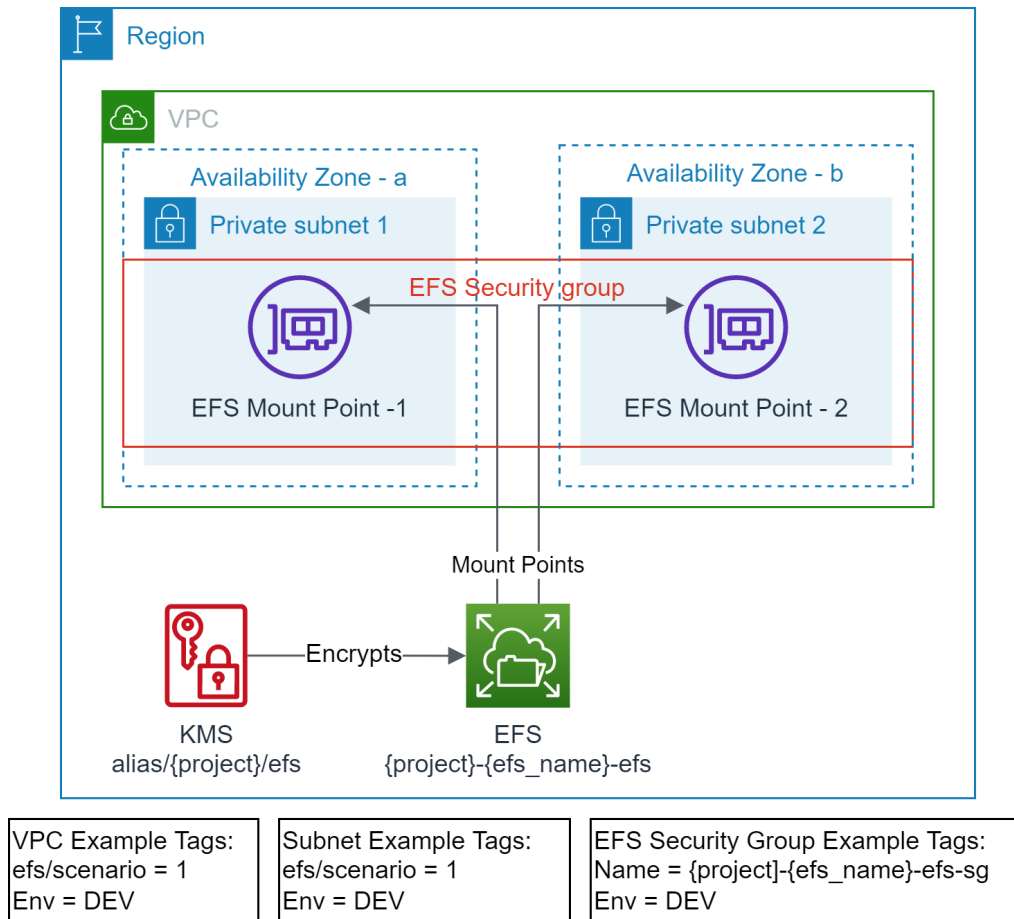 Region
VPC
Availability Zone - a
Availability Zone - b
Private subnet 1
Private subnet 2
EFS Security group
EFS Mount Point -1
EFS Mount Point - 2
Mount Points
Encrypts
KMS
alias/{project}/efs
EFS
{project}-{efs_name}-efs
VPC Example Tags:
efs/scenario = 1
Env = DEV
Subnet Example Tags:
efs/scenario = 1
Env = DEV
EFS Security Group Example Tags:
Name = {project]-{efs_name}-efs-sg
Env = DEV